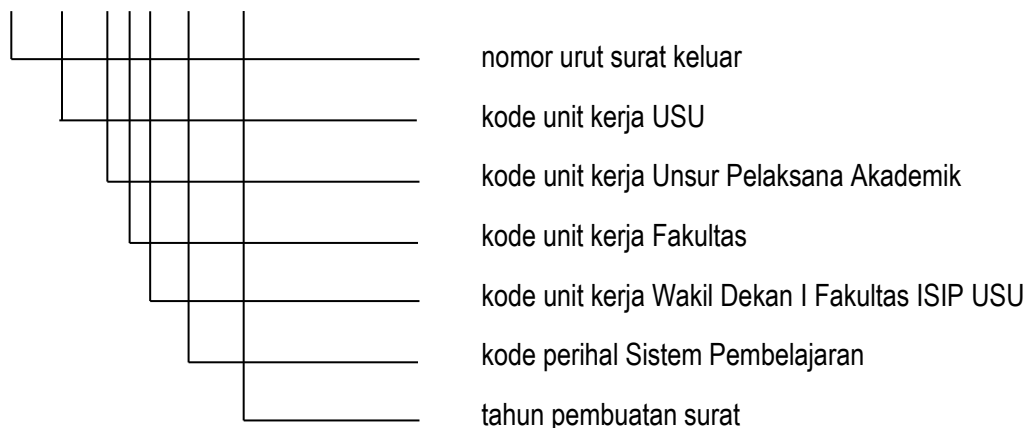 nomor urut surat keluar
kode unit kerja USU
kode unit kerja Unsur Pelaksana Akademik
kode unit kerja Fakultas
kode unit kerja Wakil Dekan I Fakultas ISIP USU
kode perihal Sistem Pembelajaran
tahun pembuatan surat